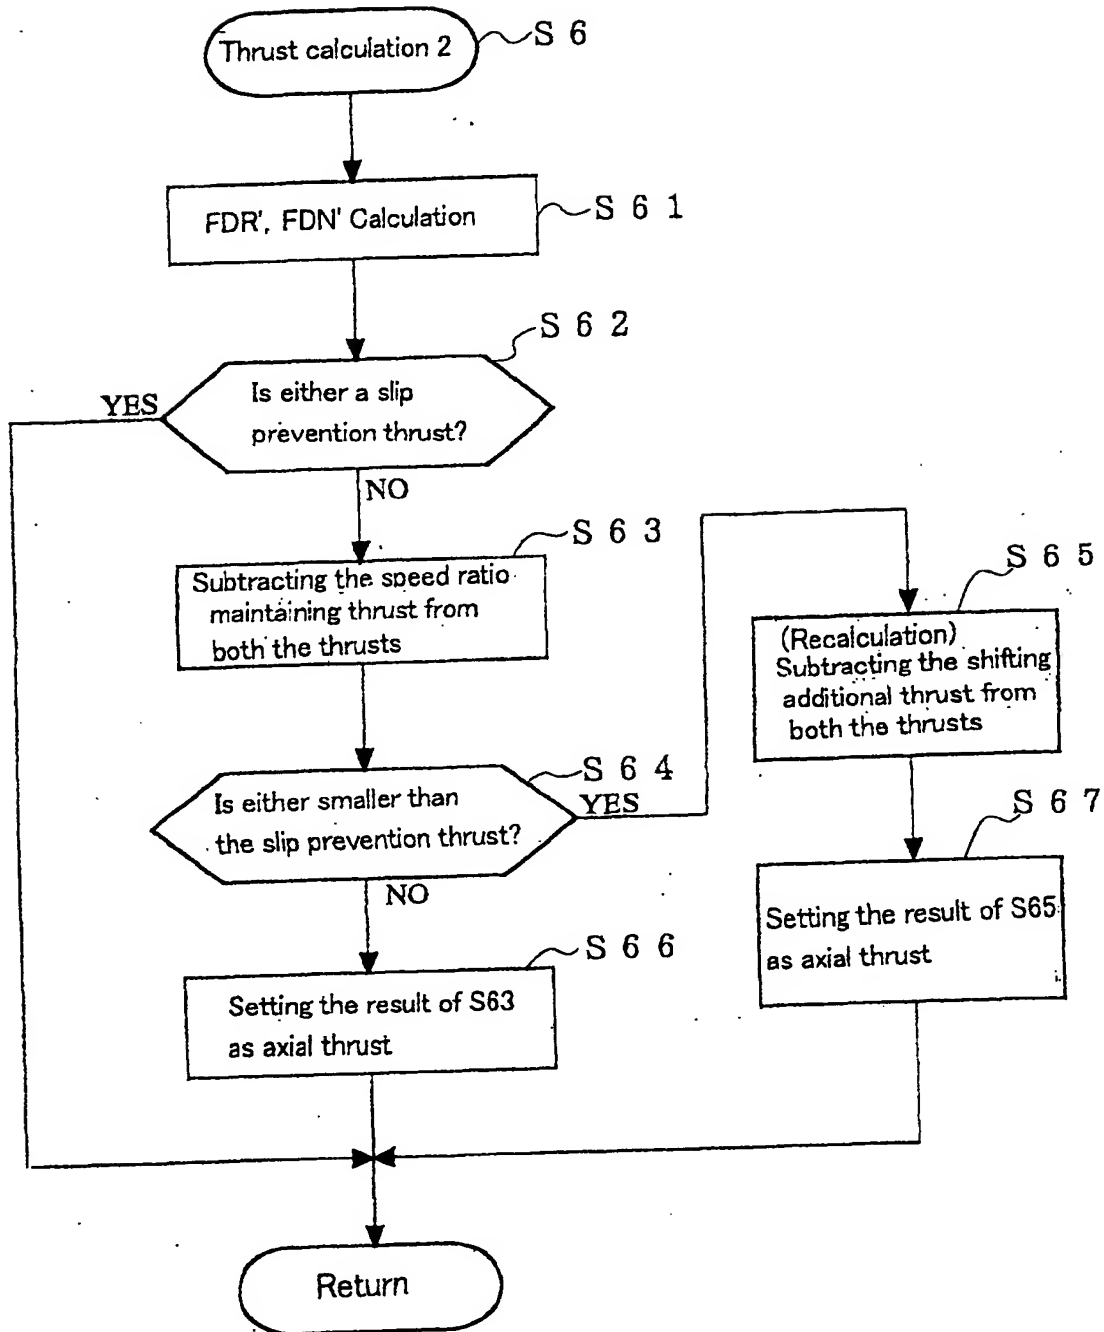 Thrust calculation 2
S 6
FDR', FDN' Calculation
S 6 1
S 6 2
Is either a slip
prevention thrust?
YES
NO
S 6 3
Subtracting the speed ratio
maintaining thrust from
both the thrusts
S 6 4
Is either smaller than
the slip prevention thrust?
YES
NO
S 6 5
(Recalculation)
Subtracting the shifting
additional thrust from
both the thrusts
S 6 6
Setting the result of S63
as axial thrust
S 6 7
Setting the result of S65
as axial thrust
Return